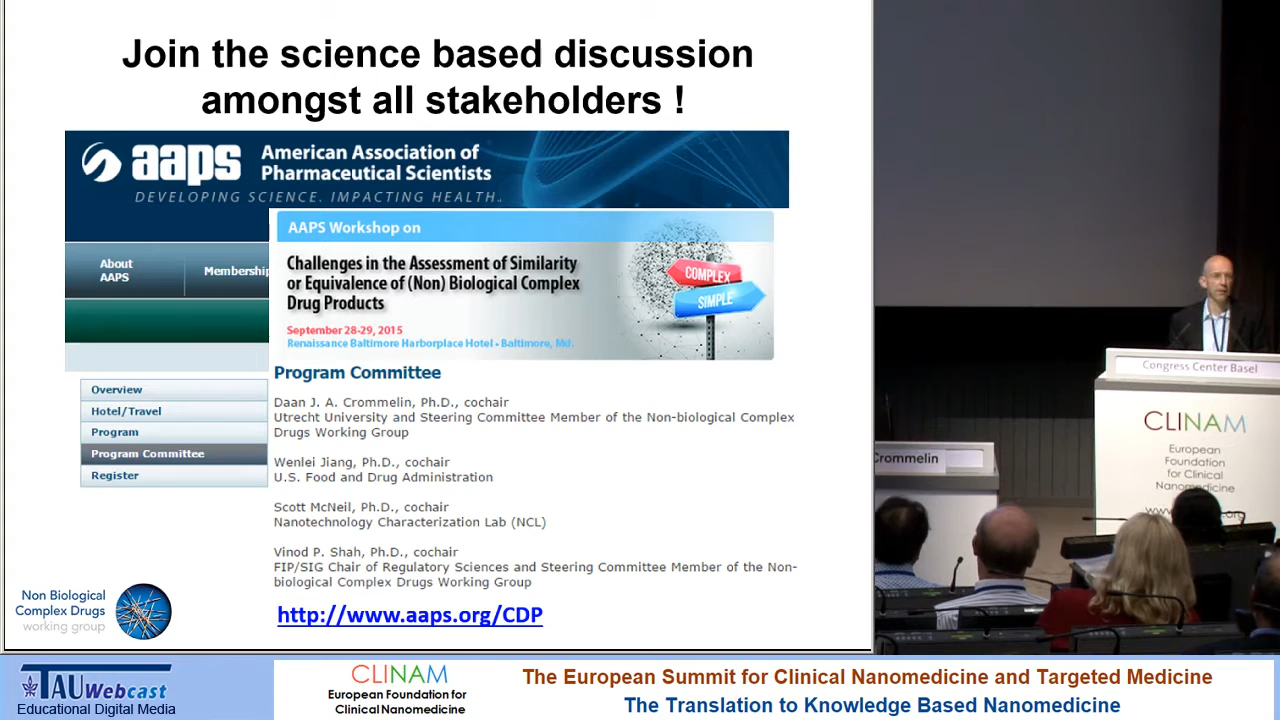 Join the science based discussion
amongst all stakeholders !
aaps
American Association of
Pharmaceutical Scientists
DEVELOPING SCIENCE. IMPACTING HEALTH.
About
AAPS
Membership
AAPS Workshop on
Challenges in the Assessment of Similarity
or Equivalence of (Non) Biological Complex
Drug Products
September 28-29, 2015
Renaissance Baltimore Harborplace Hotel • Baltimore, Md.
COMPLEX
SIMPLE
Overview
Hotel/Travel
Program
Program Committee
Register
Program Committee
Daan J. A. Crommelin, Ph.D., cochair
Utrecht University and Steering Committee Member of the Non-biological Complex
Drugs Working Group
Wenlei Jiang, Ph.D., cochair
U.S. Food and Drug Administration
Scott McNeil, Ph.D., cochair
Nanotechnology Characterization Lab (NCL)
Vinod P. Shah, Ph.D., cochair
FIP/SIG Chair of Regulatory Sciences and Steering Committee Member of the Non-
biological Complex Drugs Working Group
http://www.aaps.org/CDP
Non Biological
Complex Drugs
working group
Congress Center Basel
CLINAM
European
Foundation
for Clinical
Nanomedicine
Crommelin
TAU Webcast
Educational Digital Media
CLINAM
European Foundation for
Clinical Nanomedicine
The European Summit for Clinical Nanomedicine and Targeted Medicine
The Translation to Knowledge Based Nanomedicine